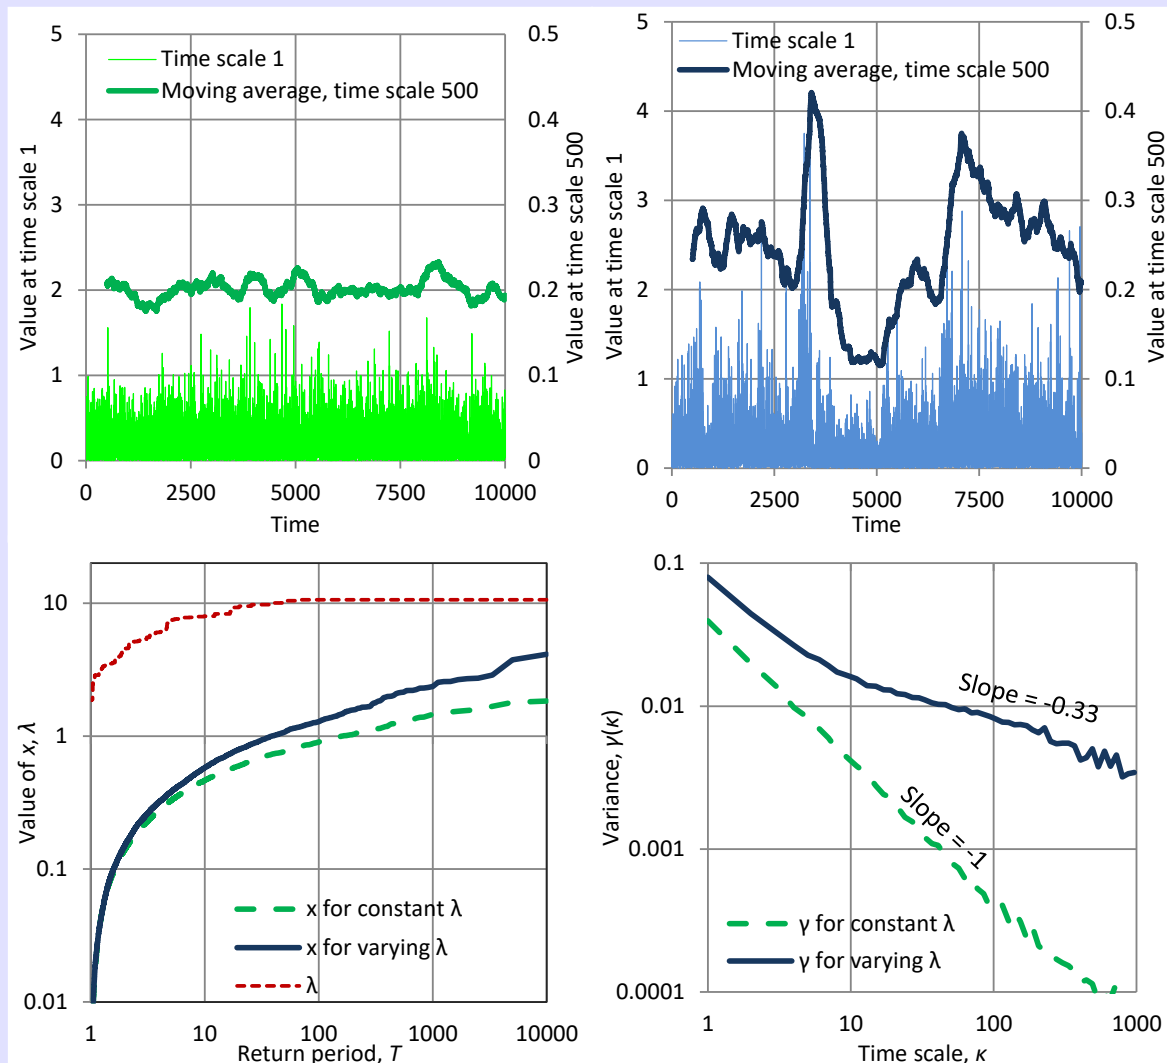 5
4
3
2
1
0
Value at time scale 1
Time scale 1
Moving average, time scale 500
0.5
0.4
0.3
0.2
0.1
0
Value at time scale 500
0 2500 5000 7500 10000
Time
5
4
3
2
1
0
Value at time scale 1
Time scale 1
Moving average, time scale 500
0.5
0.4
0.3
0.2
0.1
0
Value at time scale 500
0 2500 5000 7500 10000
Time
10
1
0.1
0.01
Value of x, λ
x for constant λ
x for varying λ
λ
1 10 100 1000 10000
Return period, T
0.1
0.01
0.001
0.0001
Variance, γ(κ)
Slope = -0.33
Slope = -1
γ for constant λ
γ for varying λ
1 10 100 1000
Time scale, κ